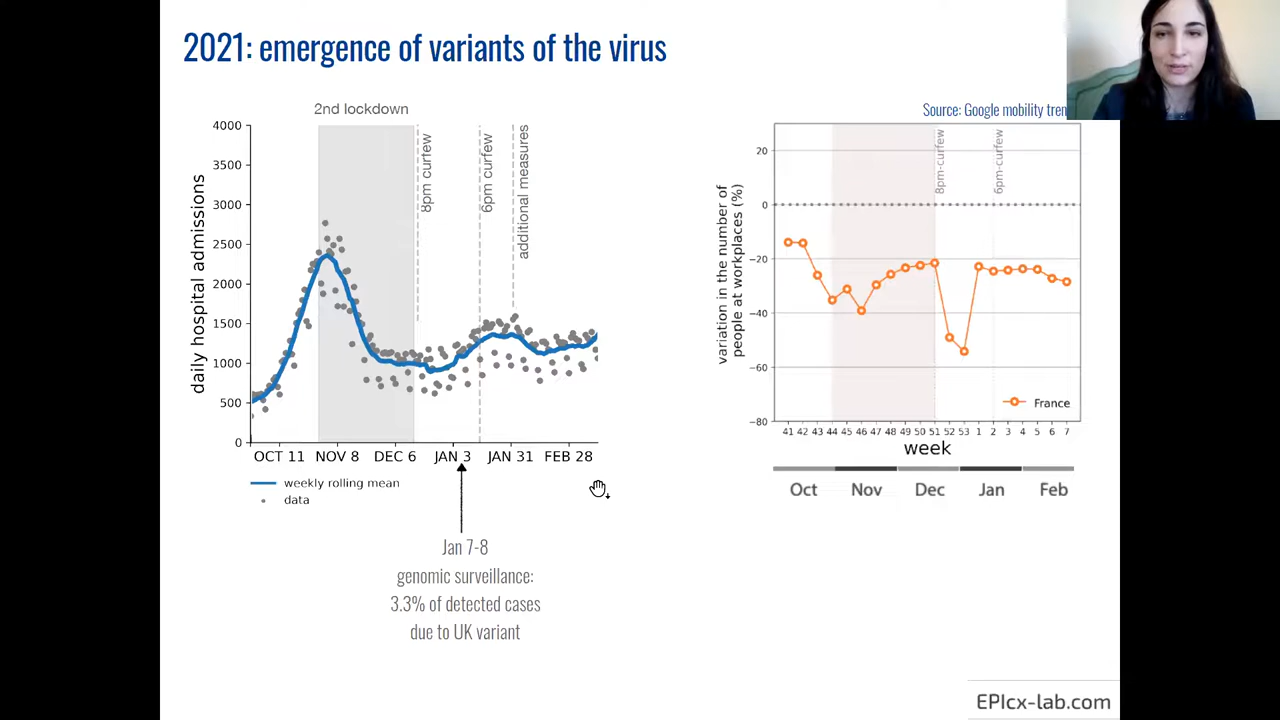 2021: emergence of variants of the virus
2nd lockdown
8pm curfew
6pm curfew
additional measures
daily hospital admissions
4000
3500
3000
2500
2000
1500
1000
500
0
OCT 11 NOV 8 DEC 6 JAN 3 JAN 31 FEB 28
weekly rolling mean
data
Jan 7-8
genomic surveillance:
3.3% of detected cases
due to UK variant
Source: Google mobility
8pm-curfew
6pm-curfew
variation in the number of
people at workplaces (%)
20
0
−20
−40
−60
−80
France
41 42 43 44 45 46 47 48 49 50 51 52 53 1 2 3 4 5 6 7
week
Oct Nov Dec Jan Feb
EPIcx-lab.com